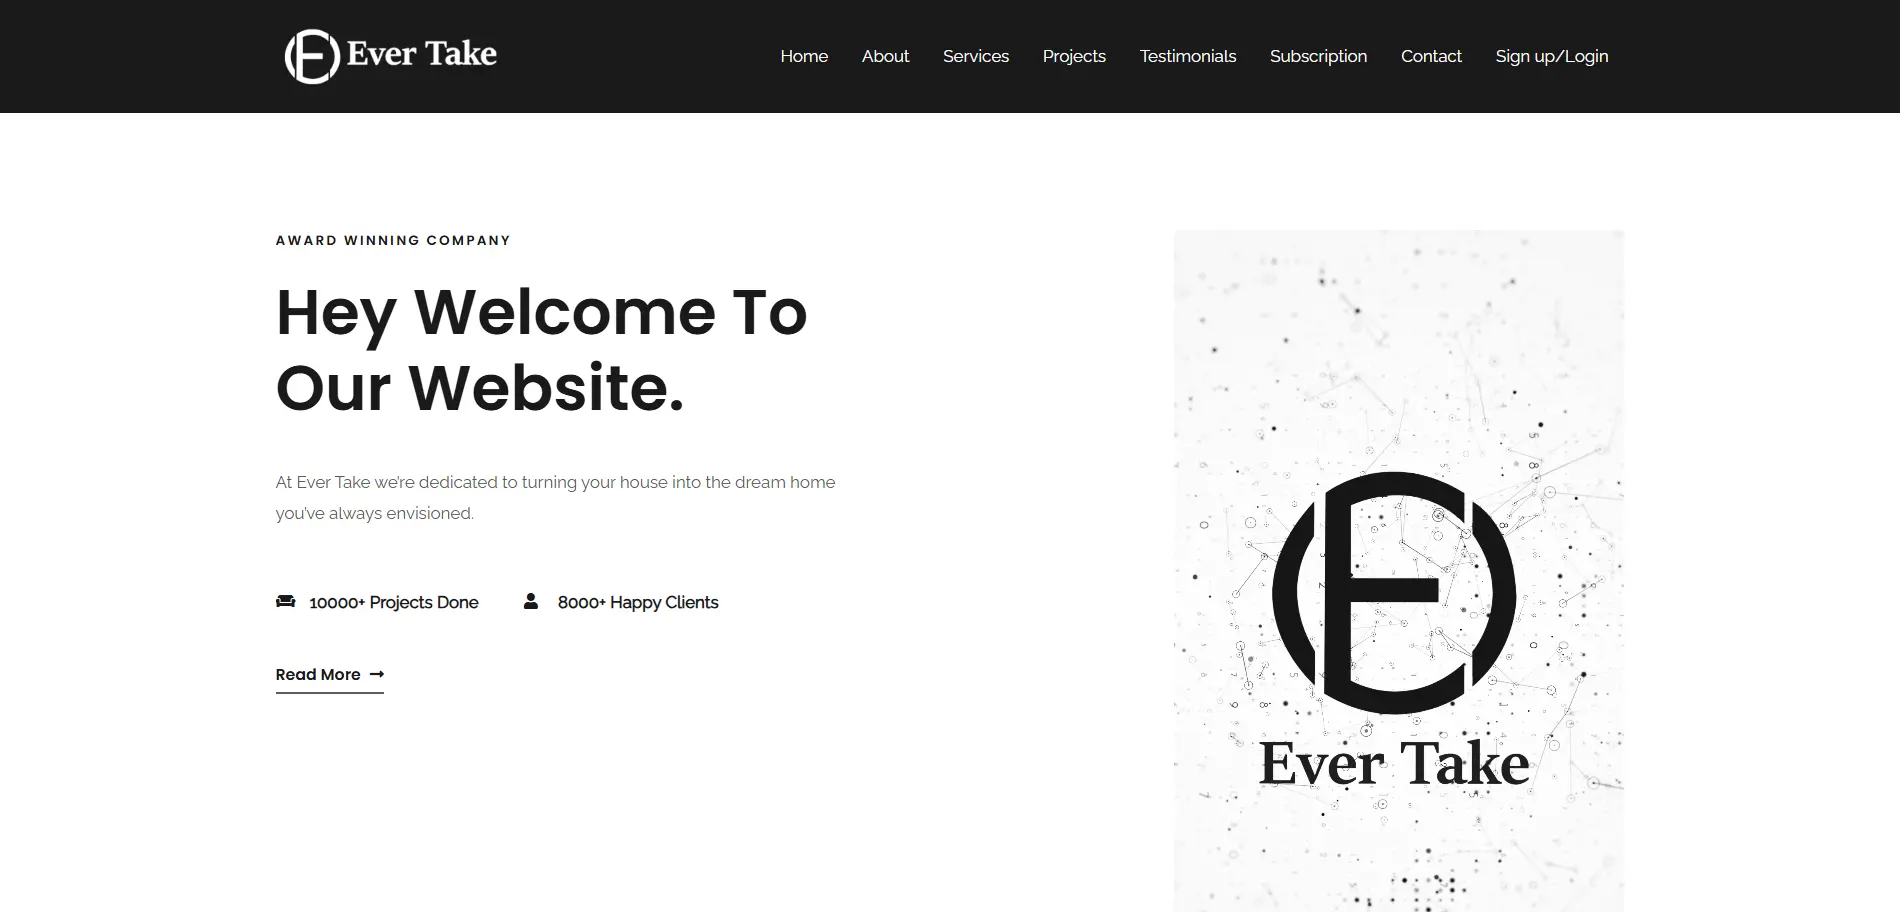 Ever Take
Home About Services Projects Testimonials Subscription Contact Sign up/Login
AWARD WINNING COMPANY
Hey Welcome To
Our Website.
At Ever Take we're dedicated to turning your house into the dream home
you've always envisioned.
10000+ Projects Done 8000+ Happy Clients
Read More
Ever Take